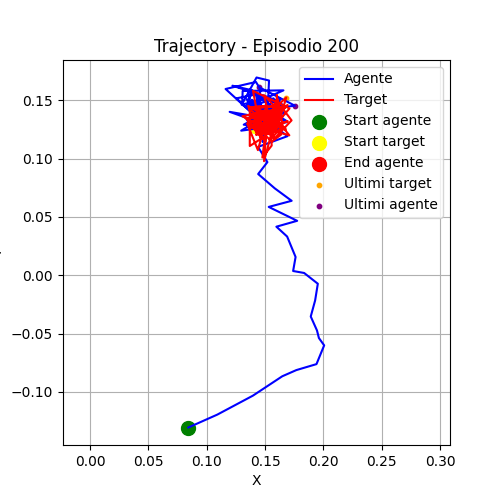 Trajectory - Episodio 200
Agente
Target
Start agente
Start target
End agente
Ultimi target
Ultimi agente
0.15
0.10
0.05
0.00
−0.05
−0.10
0.00
0.05
0.10
0.15
0.20
0.25
0.30
X